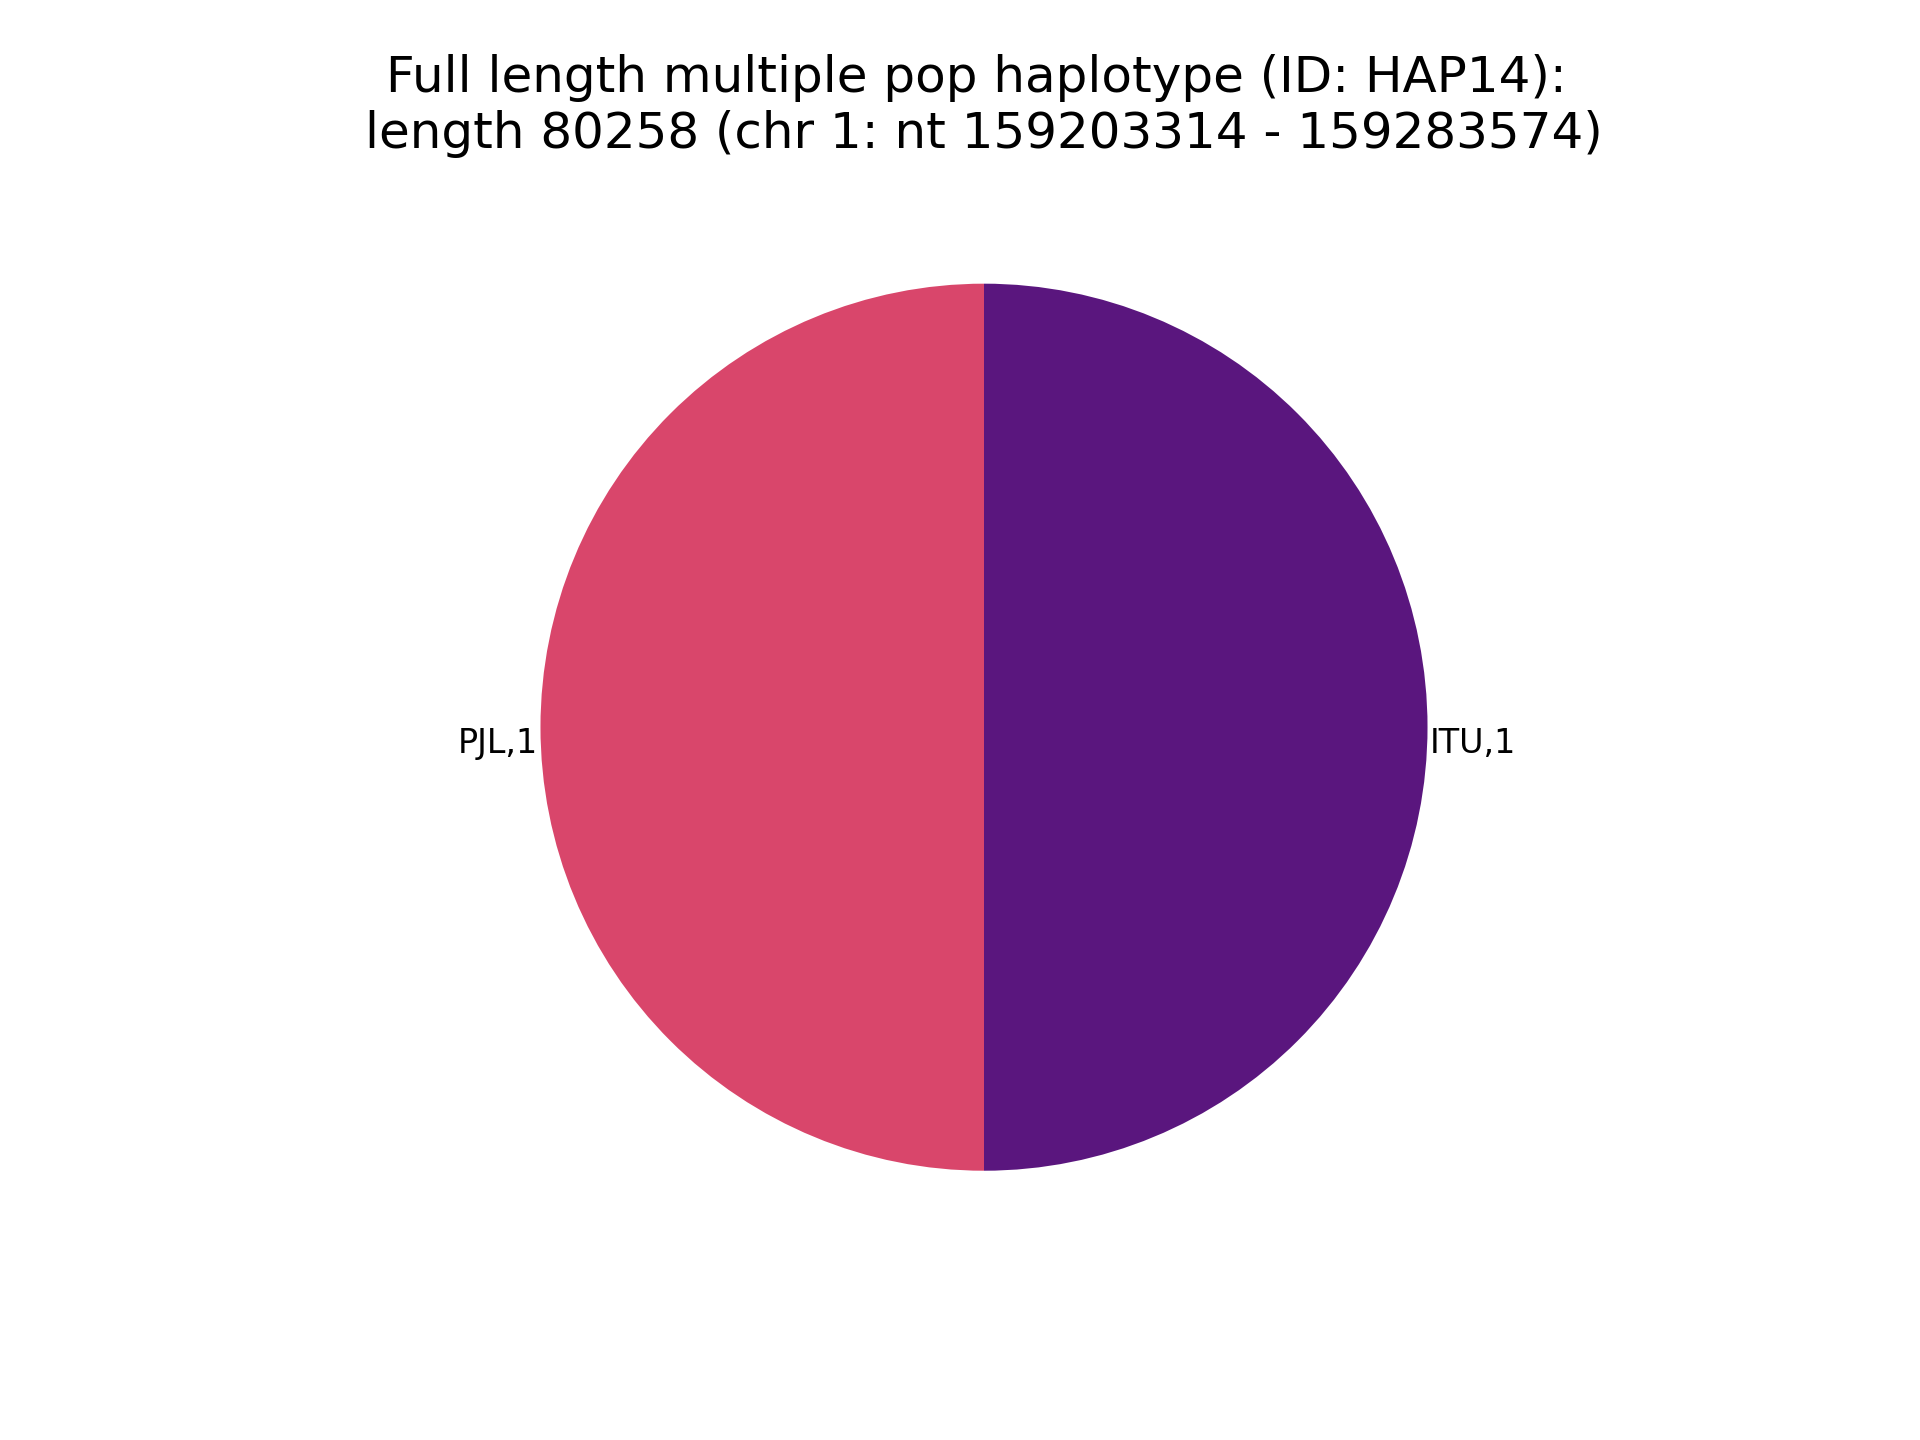 Full length multiple pop haplotype (ID: HAP14):
length 80258 (chr 1: nt 159203314 - 159283574)
PJL,1
ITU,1